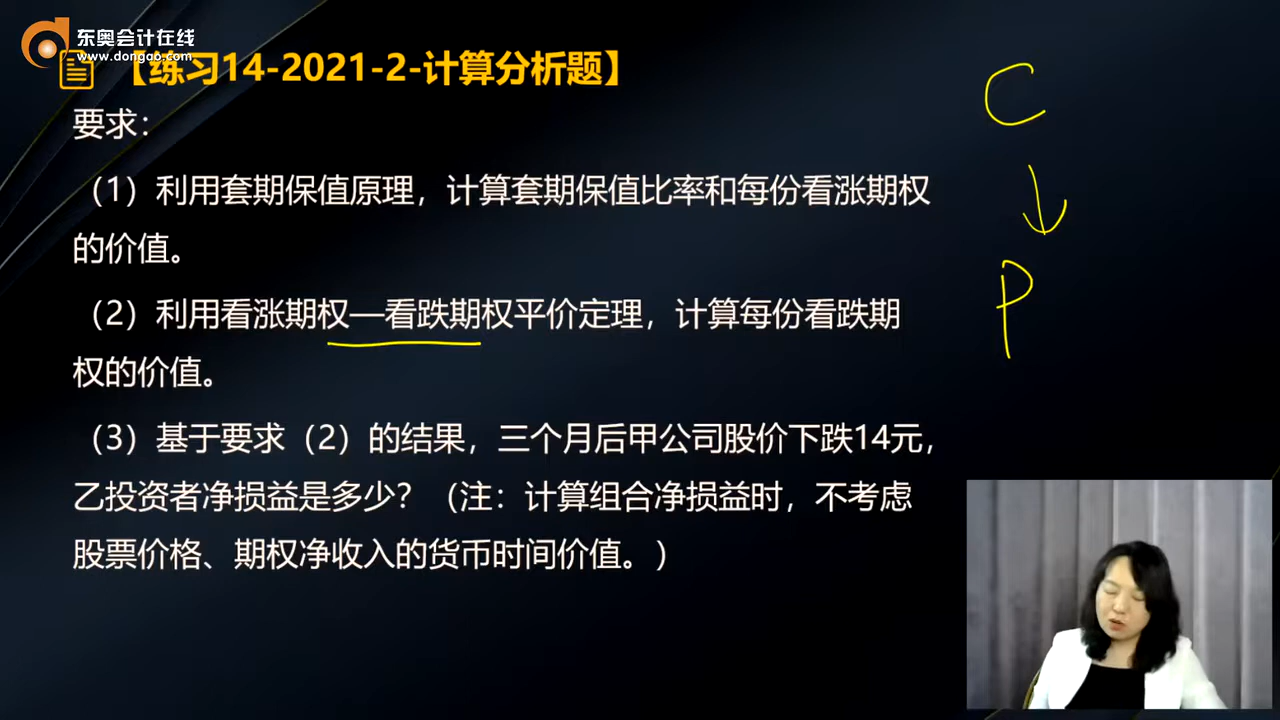 东奥会计在线
www.dongao.com
【练习14-2021-2-计算分析题】
要求：
（1）利用套期保值原理，计算套期保值比率和每份看涨期权
的价值。
（2）利用看涨期权—看跌期权平价定理，计算每份看跌期
权的价值。
（3）基于要求（2）的结果，三个月后甲公司股价下跌14元，
乙投资者净损益是多少？（注：计算组合净损益时，不考虑
股票价格、期权净收入的货币时间价值。）
C
↓
P